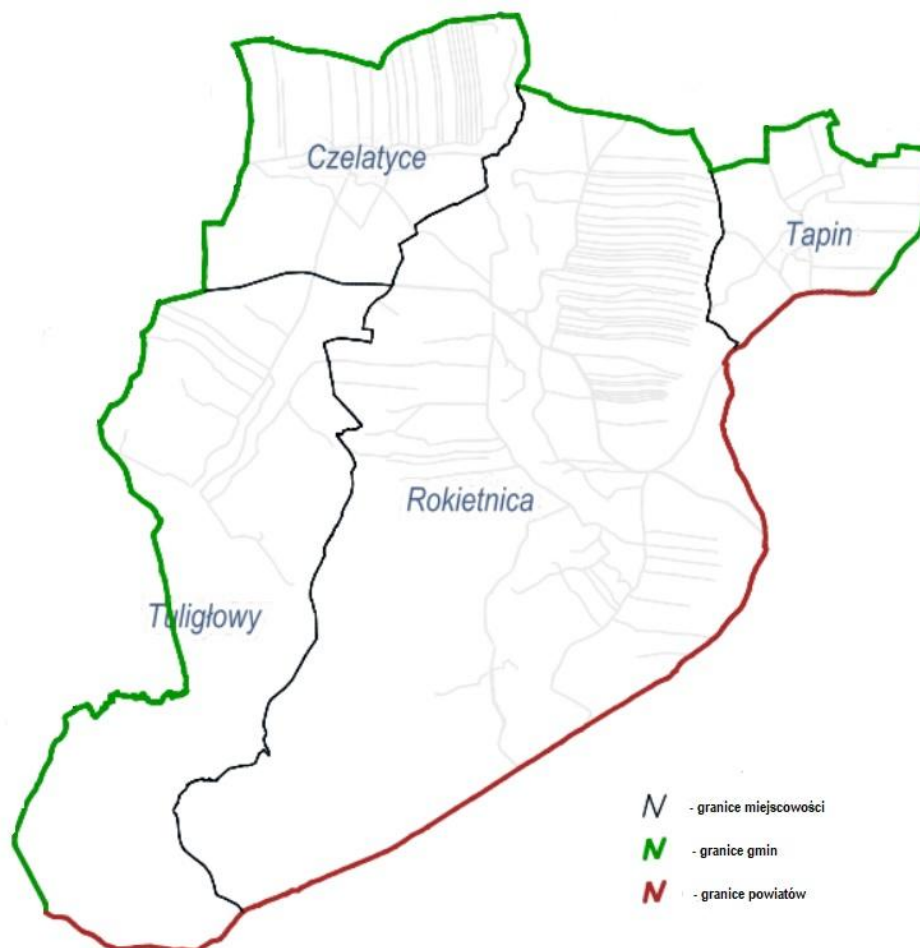 Czelatyce
Tapin
Rokietnica
Tuligłowy
N - granice miejscowości
N - granice gmin
N - granice powiatów